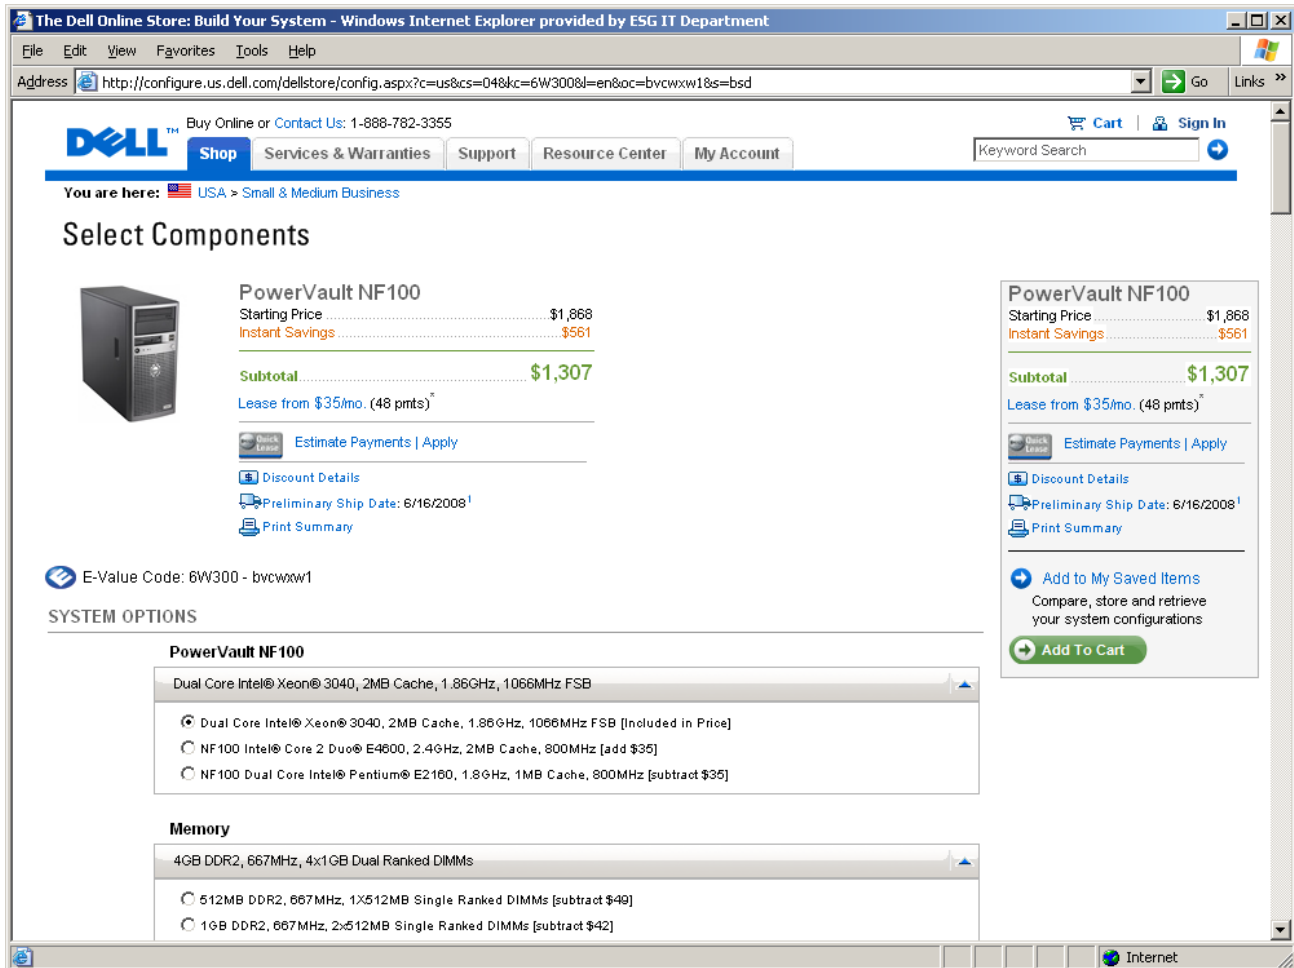 The Dell Online Store: Build Your System - Windows Internet Explorer provided by ESG IT Department
File Edit View Favorites Tools Help
Address http://configure.us.dell.com/dellstore/config.aspx?c=us&cs=04&kc=6W300&l=en&oc=bvcwxw1&s=bsd Go Links »
DELL™
Buy Online or Contact Us: 1-888-782-3355
Cart | Sign In
Shop Services & Warranties Support Resource Center My Account
Keyword Search
You are here: USA > Small & Medium Business
Select Components
PowerVault NF100
Starting Price $1,868
Instant Savings $561
Subtotal $1,307
Lease from $35/mo. (48 pmts)*
Quick Lease Estimate Payments | Apply
Discount Details
Preliminary Ship Date: 6/16/2008¹
Print Summary
PowerVault NF100
Starting Price $1,868
Instant Savings $561
Subtotal $1,307
Lease from $35/mo. (48 pmts)*
Quick Lease Estimate Payments | Apply
Discount Details
Preliminary Ship Date: 6/16/2008¹
Print Summary
Add to My Saved Items
Compare, store and retrieve
your system configurations
Add To Cart
E-Value Code: 6W300 - bvcwxw1
SYSTEM OPTIONS
PowerVault NF100
Dual Core Intel® Xeon® 3040, 2MB Cache, 1.86GHz, 1066MHz FSB
Dual Core Intel® Xeon® 3040, 2MB Cache, 1.86GHz, 1066MHz FSB [Included in Price]
NF100 Intel® Core 2 Duo® E4600, 2.4GHz, 2MB Cache, 800MHz [add $35]
NF100 Dual Core Intel® Pentium® E2160, 1.8GHz, 1MB Cache, 800MHz [subtract $35]
Memory
4GB DDR2, 667MHz, 4x1GB Dual Ranked DIMMs
512MB DDR2, 667MHz, 1X512MB Single Ranked DIMMs [subtract $49]
1GB DDR2, 667MHz, 2x512MB Single Ranked DIMMs [subtract $42]
Internet